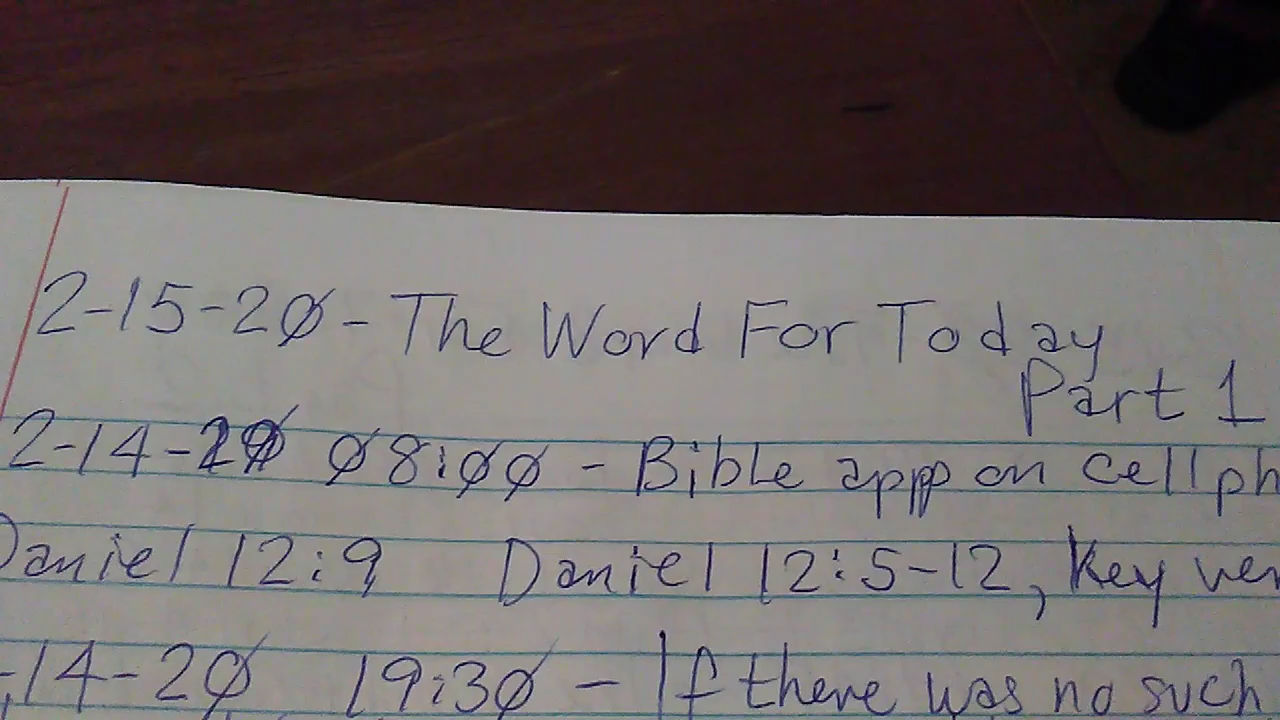 2-15-2Ø - The Word For Today
Part 1
2-14-2Ø Ø8:ØØ - Bible app on cellph
Daniel 12:9 Daniel 12:5-12, Key ver
-14-2Ø 19:3Ø - If there was no such